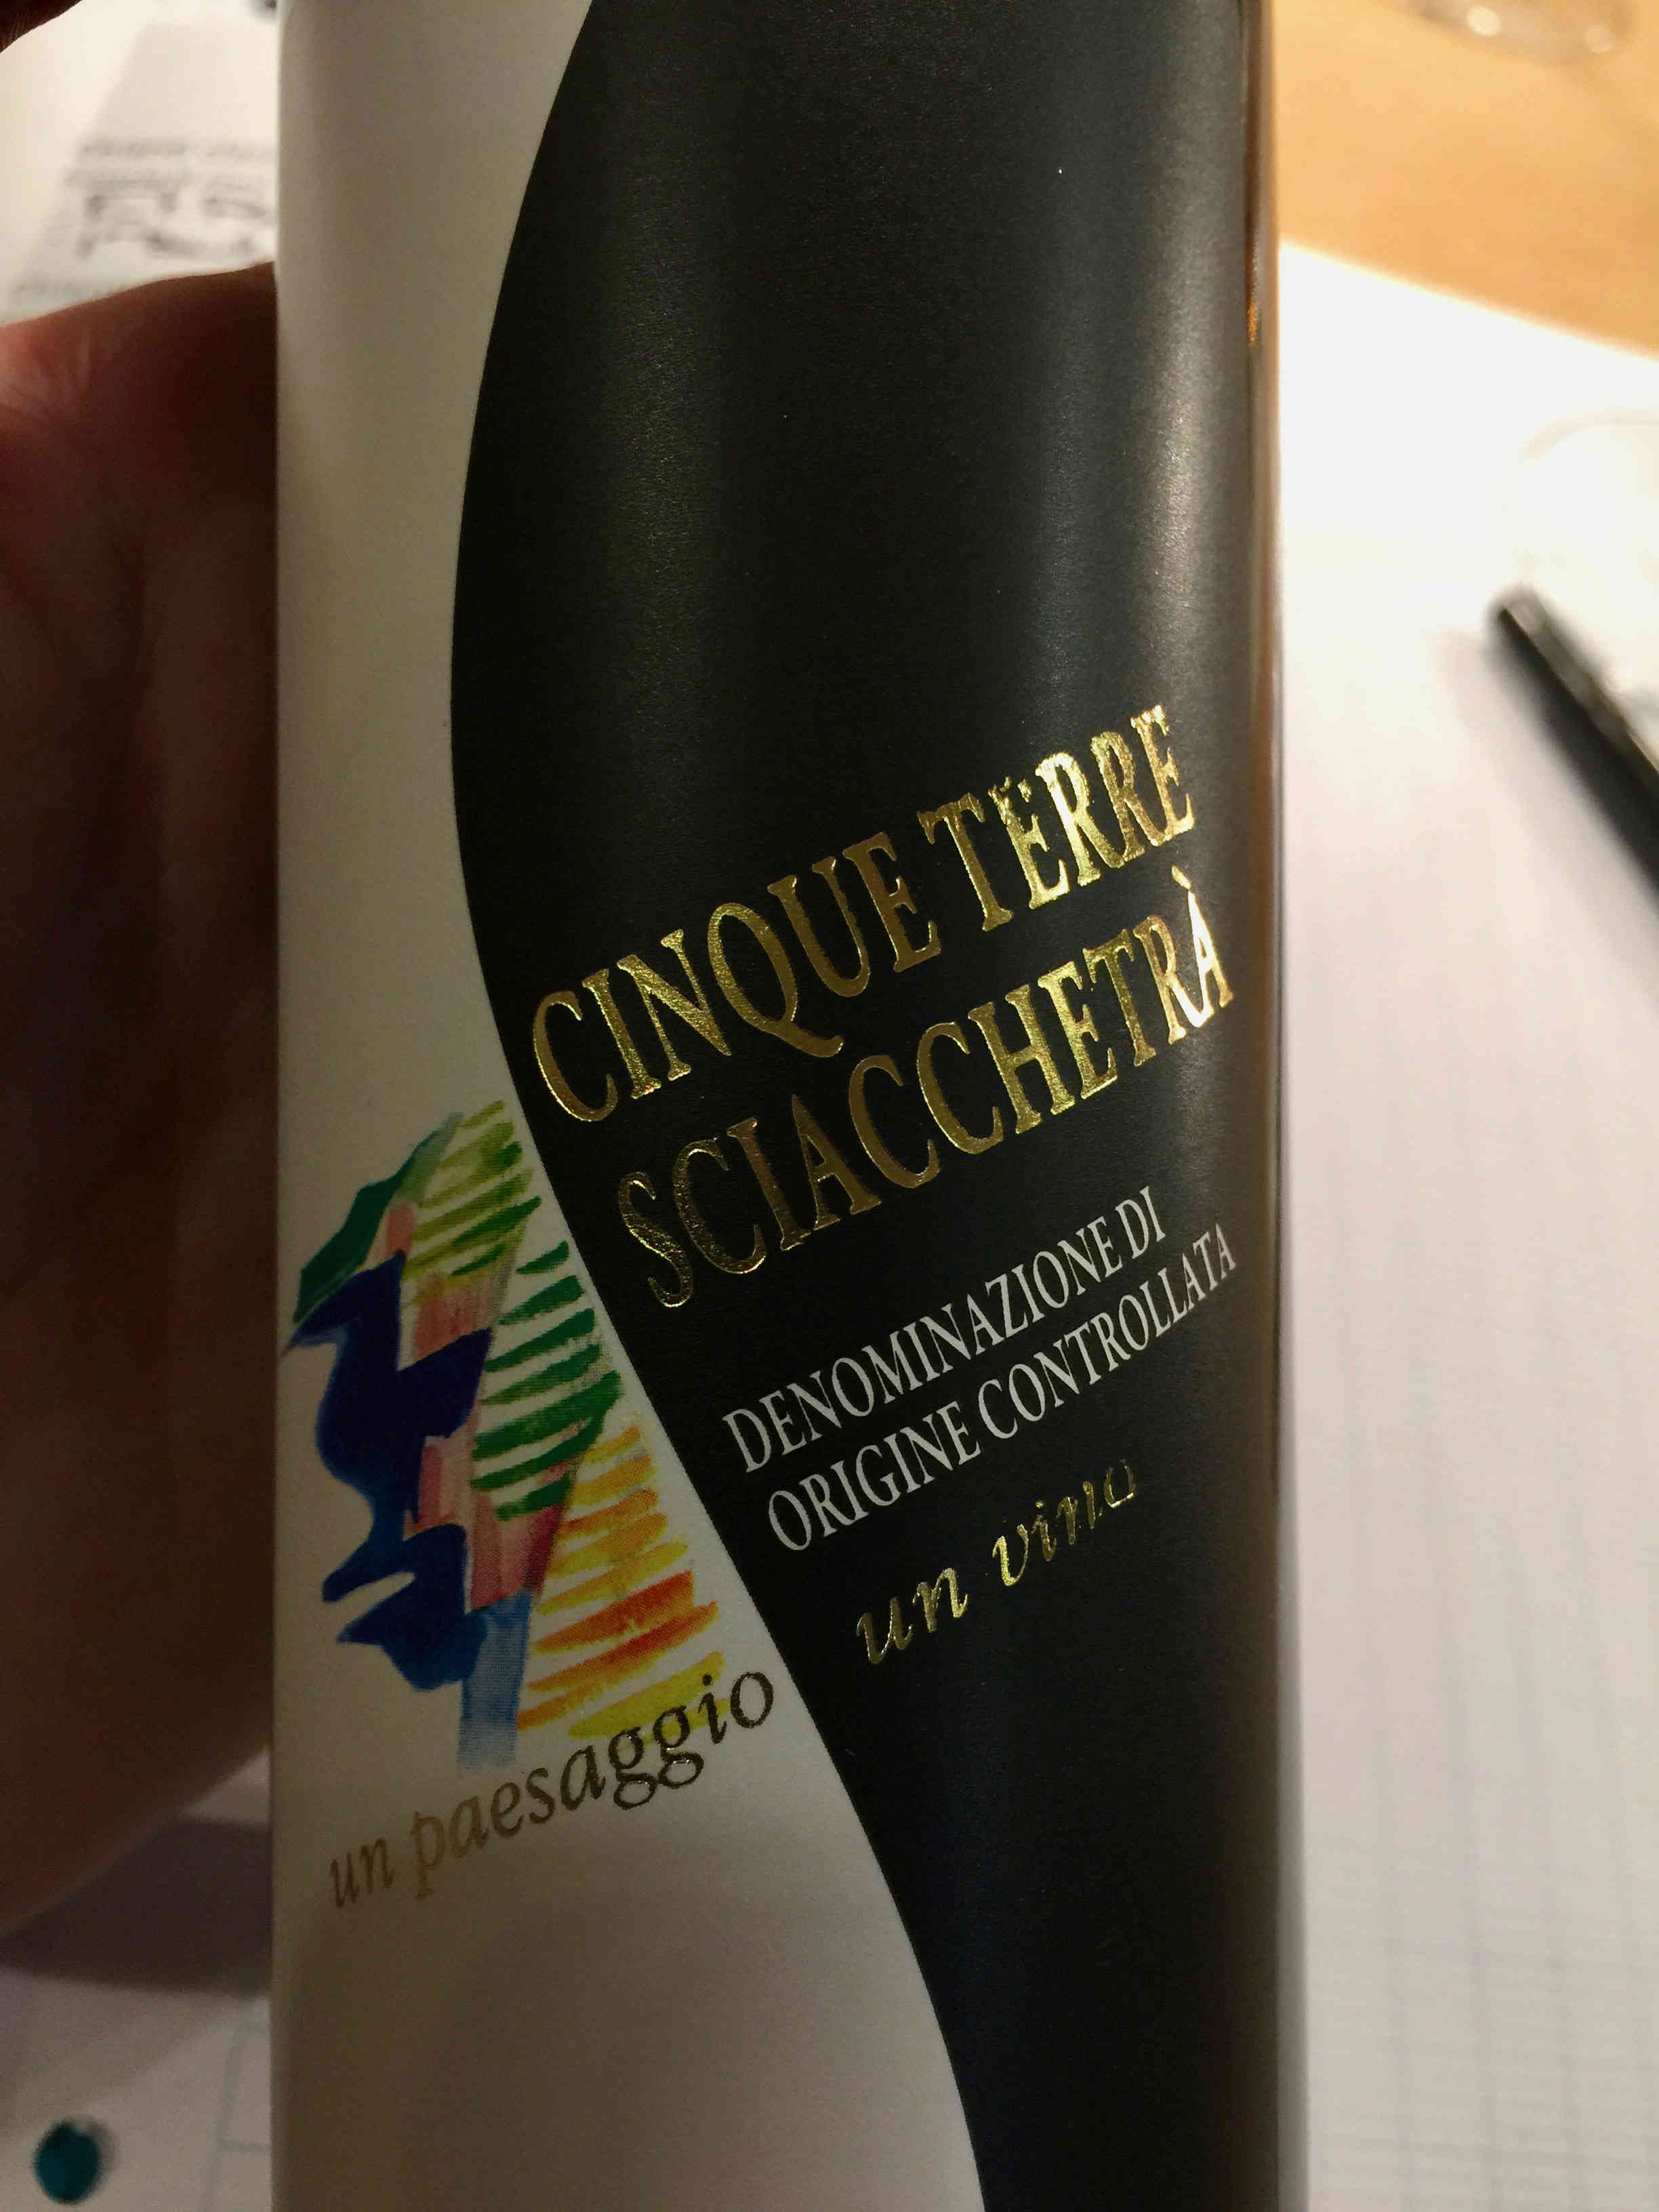 CINQUE TERRE
SCIACCHETRÀ
DENOMINAZIONE DI
ORIGINE CONTROLLATA
un vino
un paesaggio